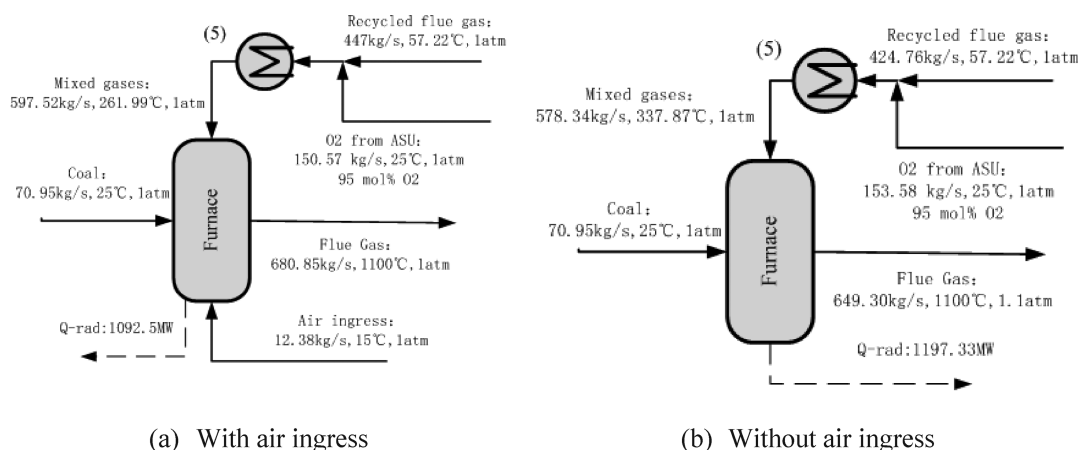 (5)
Recycled flue gas:
447kg/s, 57.22℃, 1atm
Mixed gases:
597.52kg/s, 261.99℃, 1atm
O2 from ASU:
150.57 kg/s, 25℃, 1atm
95 mol% O2
Coal:
70.95kg/s, 25℃, 1atm
Furnace
Flue Gas:
680.85kg/s, 1100℃, 1atm
Q-rad:1092.5MW
Air ingress:
12.38kg/s, 15℃, 1atm
(a) With air ingress
(5)
Recycled flue gas:
424.76kg/s, 57.22℃, 1atm
Mixed gases:
578.34kg/s, 337.87℃, 1atm
O2 from ASU:
153.58 kg/s, 25℃, 1atm
95 mol% O2
Coal:
70.95kg/s, 25℃, 1atm
Furnace
Flue Gas:
649.30kg/s, 1100℃, 1.1atm
Q-rad:1197.33MW
(b) Without air ingress